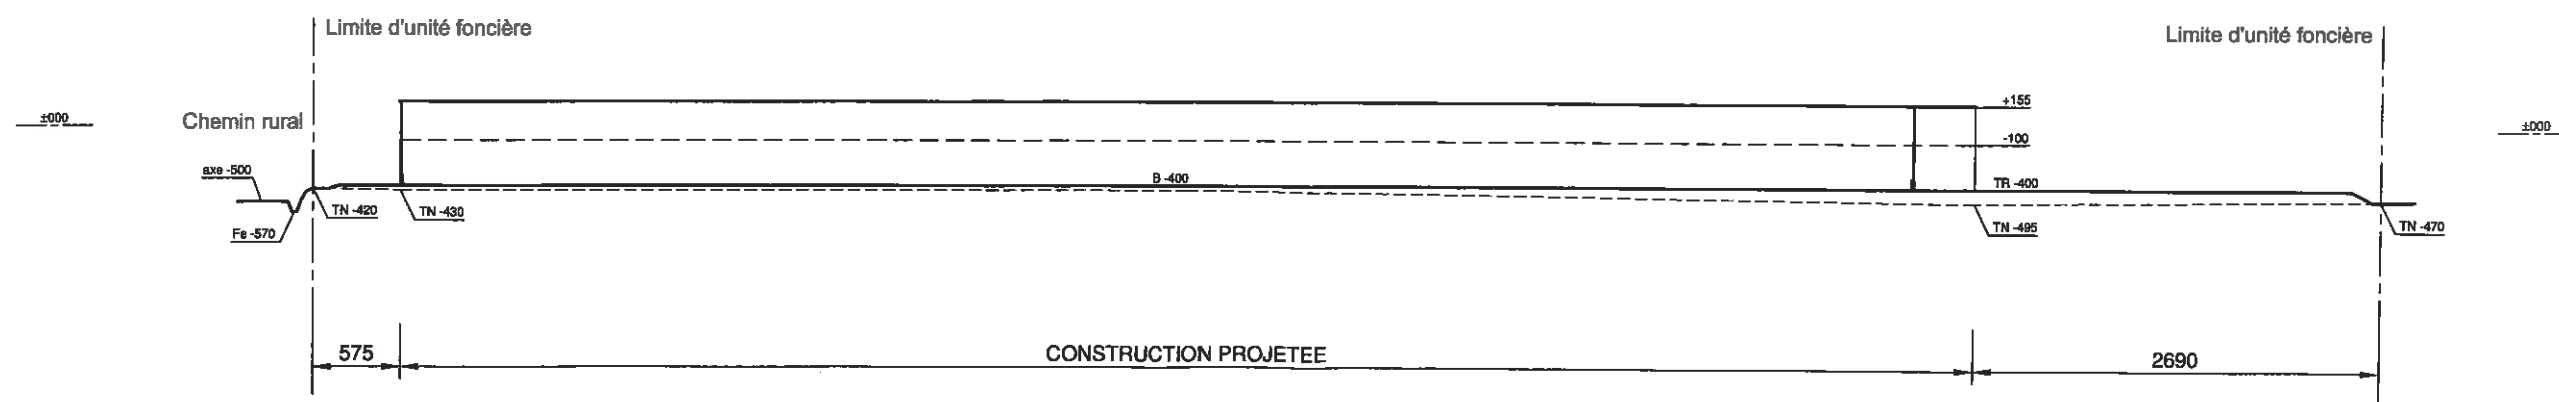 Limite d'unité foncière
Limite d'unité foncière
±000
Chemin rural
+155
±000
-100
axe -500
B -400
TR -400
TN -420
TN -430
Fe -570
TN -495
TN -470
575
CONSTRUCTION PROJETEE
2690